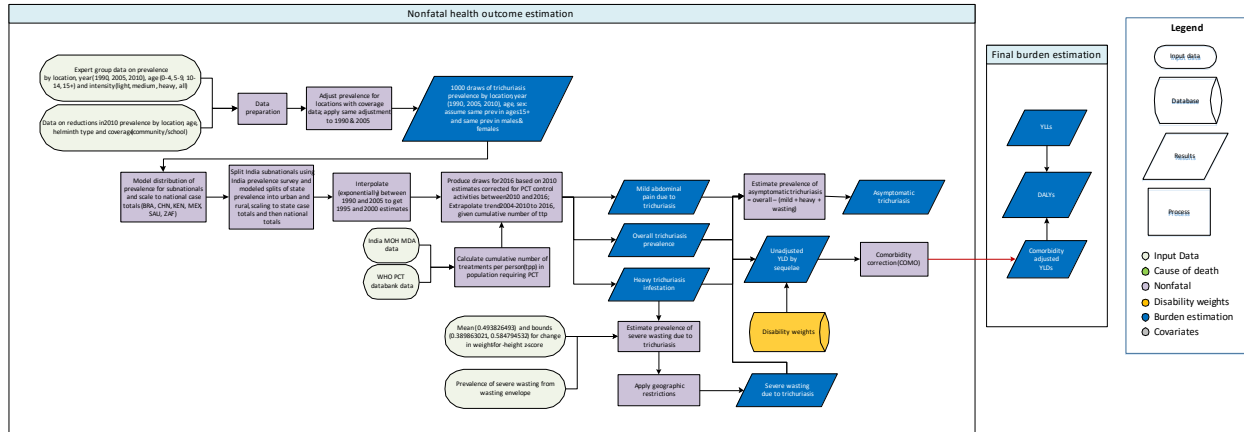 Nonfatal health outcome estimation
Expert group data on prevalence
by location, year(1990, 2005, 2010), age (0-4, 5-9, 10-
14, 15+) and intensity(light, medium, heavy, all)
Data on reductions in2010 prevalence by location, age,
helminth type and coverage(community/school)
Data
preparation
Adjust prevalence for
locations with coverage
data; apply same adjustment
to 1990 & 2005
1000 draws of trichuriasis
prevalence by location, year
(1990, 2005, 2010), age, sex:
assume same prev in ages15+
and same prev in males&
females
Model distribution of
prevalence for subnationals
and scale to national case
totals (BRA, CHN, KEN, MEX,
SAU, ZAF)
Split India subnationals using
India prevalence survey and
modeled splits of state
prevalence into urban and
rural, scaling to state case
totals and then national
totals
Interpolate
(exponentially) between
1990 and 2005 to get
1995 and 2000 estimates
Produce draws for2016 based on 2010
estimates corrected for PCT control
activities between2010 and 2016;
Extrapolate trend2004-2010 to 2016,
given cumulative number of ttp
India MOH MDA
data
WHO PCT
databank data
Calculate cumulative number of
treatments per person(tpp) in
population requiring PCT
Mild abdominal
pain due to
trichuriasis
Overall trichuriasis
prevalence
Heavy trichuriasis
infestation
Estimate prevalence of
asymptomatic trichuriasis
= overall – (mild + heavy +
wasting)
Asymptomatic
trichuriasis
Unadjusted
YLD by
sequelae
Comorbidity
correction(COMO)
Disability weights
Mean (0.493826493) and bounds
(0.389863021, 0.584794532) for
change in weight-for-height z-score
Prevalence of severe wasting from
wasting envelope
Estimate prevalence of
severe wasting due to
trichuriasis
Apply geographic
restrictions
Severe wasting
due to trichuriasis
Final burden estimation
YLLs
DALYs
Comorbidity
adjusted YLDs
Legend
Input data
Database
Results
Process
Input Data
Cause of death
Nonfatal
Disability weights
Burden estimation
Covariates